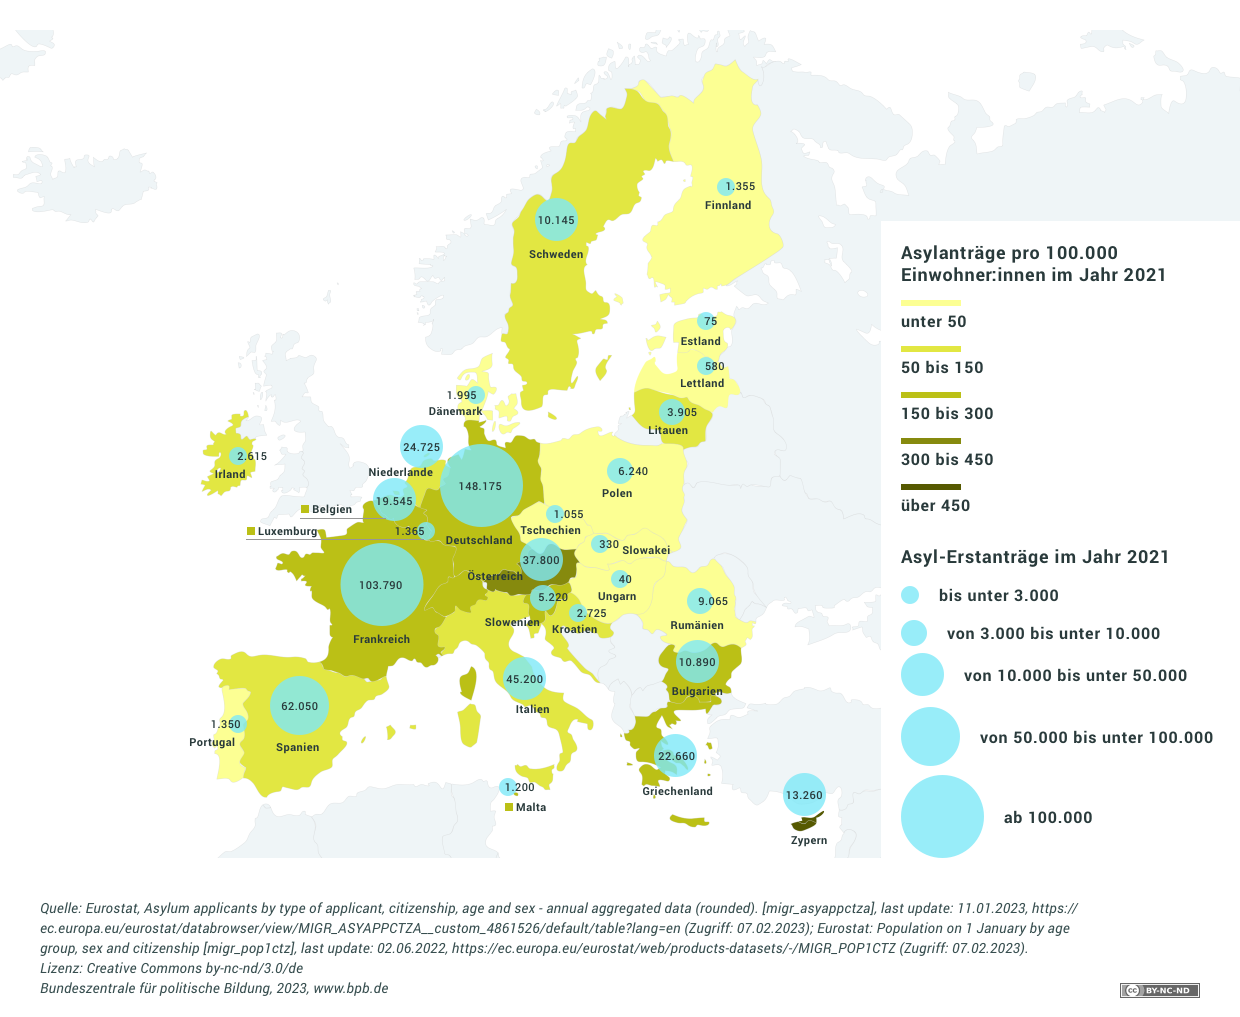 1.355
Finnland
10.145
Schweden
75
Estland
580
Lettland
3.905
Litauen
1.995
Dänemark
2.615
Irland
24.725
Niederlande
19.545
Belgien
1.365
Luxemburg
148.175
Deutschland
6.240
Polen
1.055
Tschechien
330
Slowakei
37.800
Österreich
40
Ungarn
103.790
Frankreich
5.220
Slowenien
2.725
Kroatien
9.065
Rumänien
10.890
Bulgarien
45.200
Italien
62.050
Spanien
1.350
Portugal
22.660
Griechenland
1.200
Malta
13.260
Zypern
Asylanträge pro 100.000
Einwohner:innen im Jahr 2021
unter 50
50 bis 150
150 bis 300
300 bis 450
über 450
Asyl-Erstanträge im Jahr 2021
bis unter 3.000
von 3.000 bis unter 10.000
von 10.000 bis unter 50.000
von 50.000 bis unter 100.000
ab 100.000
Quelle: Eurostat, Asylum applicants by type of applicant, citizenship, age and sex - annual aggregated data (rounded). [migr_asyappctza], last update: 11.01.2023, https://
ec.europa.eu/eurostat/databrowser/view/MIGR_ASYAPPCTZA__custom_4861526/default/table?lang=en (Zugriff: 07.02.2023); Eurostat: Population on 1 January by age
group, sex and citizenship [migr_pop1ctz], last update: 02.06.2022, https://ec.europa.eu/eurostat/web/products-datasets/-/MIGR_POP1CTZ (Zugriff: 07.02.2023).
Lizenz: Creative Commons by-nc-nd/3.0/de
Bundeszentrale für politische Bildung, 2023, www.bpb.de
cc BY-NC-ND